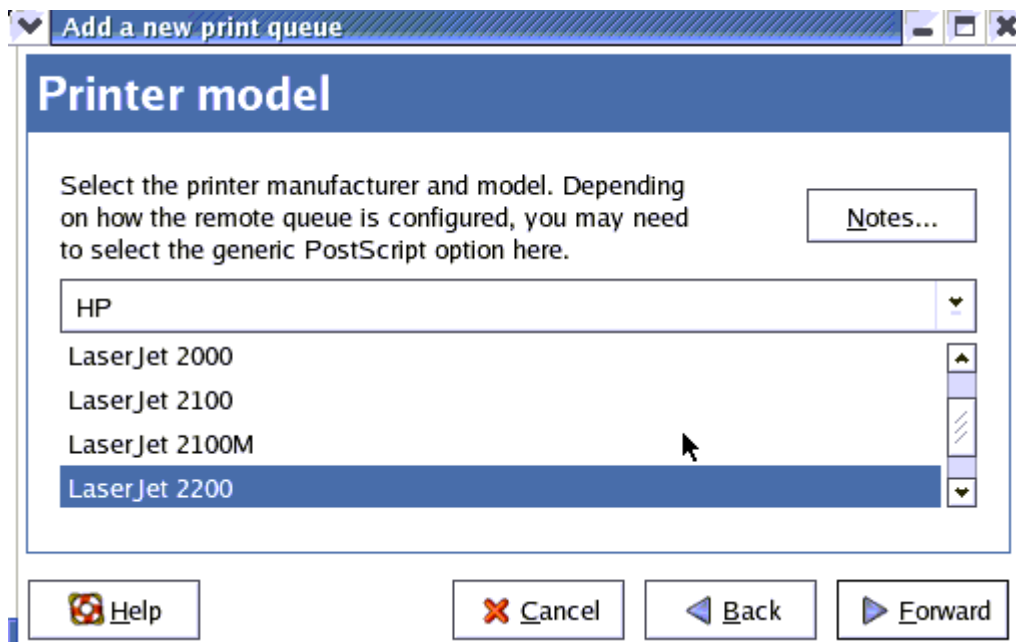 Add a new print queue
Printer model
Select the printer manufacturer and model. Depending
on how the remote queue is configured, you may need
to select the generic PostScript option here.
Notes...
HP
LaserJet 2000
LaserJet 2100
LaserJet 2100M
LaserJet 2200
Help
Cancel
Back
Forward